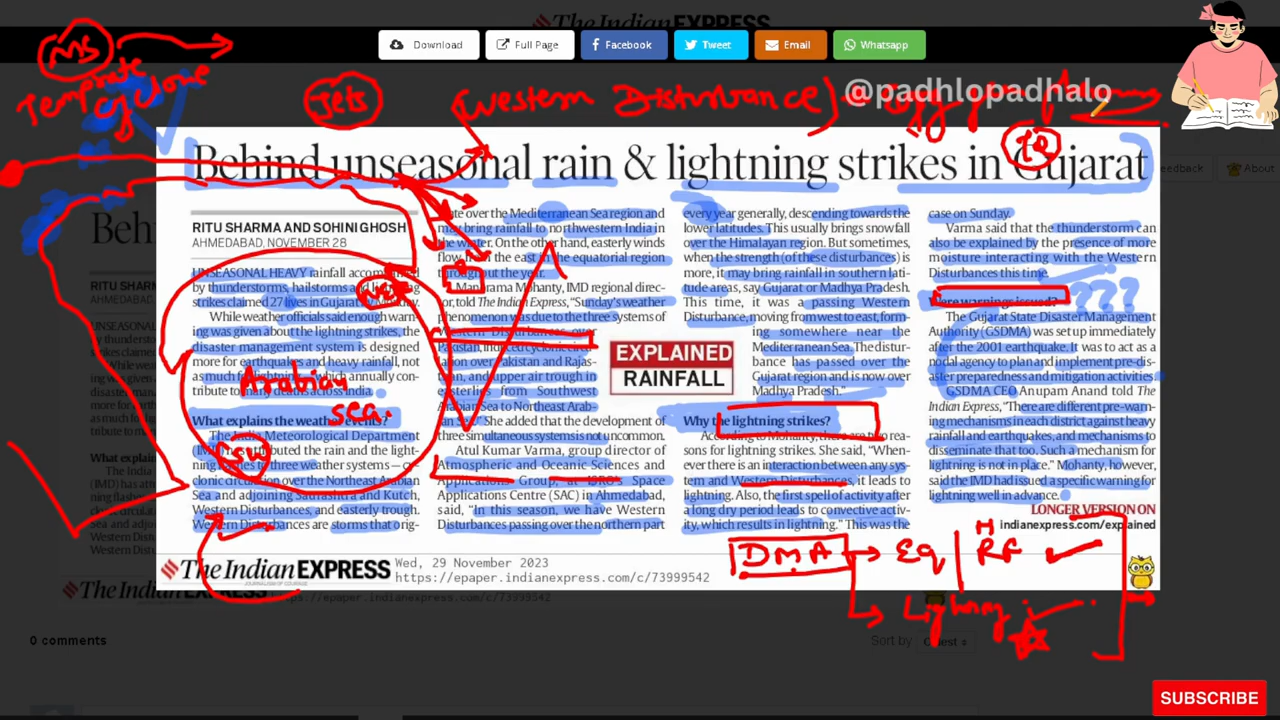 The Indian EXPRESS
Download
Full Page
Facebook
Tweet
Email
Whatsapp
MS
Temprate
cyclone
Jets
(Western Disturbance)
@padhlopadhalo
Behind unseasonal rain & lightning strikes in Gujarat
RITU SHARMA AND SOHINI GHOSH
AHMEDABAD, NOVEMBER 28
UNSEASONAL HEAVY rainfall
by thunderstorms, hailstorms and
strikes claimed 27 lives in Gujarat
While weather officials said enough warn-
ing was given about the lightning strikes, the
disaster management system is designed
more for earthquakes and heavy rainfall, not
as much for which annually con-
tribute to many deaths across india.
Arabian
sea.
What explains the weather events?
The India Meteorological Department
the rain and the light-
to three weather systems —
clonic circulation over the Northeast Arabian
Sea and adjoining Saurashtra and Kutch,
Western Disturbances, and easterly trough.
Western Disturbances are storms that orig-
over the Mediterranean Sea region and
may bring rainfall to northwestern India in
the winter. On the other hand, easterly winds
flow from the east in the equatorial region
throughout the year.
Manorama Mohanty, IMD regional direc-
tor, told The Indian Express, "Sunday's weather
phenomenon was due to the three systems of
Western Disturbances over
Pakistan, induced cyclonic circu-
lation over Pakistan and Rajas-
than, and upper air trough in
easterlies from Southwest
Arabian Sea to Northeast Arab-
ian Sea." She added that the development of
three simultaneous systems is not uncommon.
Atul Kumar Varma, group director of
Atmospheric and Oceanic Sciences and
Applications Group, at ISRO's Space
Applications Centre (SAC) in Ahmedabad,
said, "In this season, we have Western
Disturbances passing over the northern part
every year generally, descending towards the
lower latitudes. This usually brings snowfall
over the Himalayan region. But sometimes,
when the strength (of these disturbances) is
more, it may bring rainfall in southern lati-
tude areas, say Gujarat or Madhya Pradesh.
This time, it was a passing Western
Disturbance, moving from west to east, form-
ing somewhere near the
Mediterranean Sea. The distur-
bance has passed over the
Gujarat region and is now over
Madhya Pradesh."
EXPLAINED
RAINFALL
Why the lightning strikes?
According to Mohanty, there are two rea-
sons for lightning strikes. She said, "When-
ever there is an interaction between any sys-
tem and Western Disturbances, it leads to
lightning. Also, the first spell of activity after
a long dry period leads to convective activ-
ity, which results in lightning." This was the
case on Sunday.
Varma said that the thunderstorm can
also be explained by the presence of more
moisture interacting with the Western
Disturbances this time.
Were warnings issued?
???
The Gujarat State Disaster Management
Authority (GSDMA) was set up immediately
after the 2001 earthquake. It was to act as a
nodal agency to plan and implement pre-dis-
aster preparedness and mitigation activities.
GSDMA CEO Anupam Anand told The
Indian Express, "There are different pre-warn-
ing mechanisms in each district against heavy
rainfall and earthquakes, and mechanisms to
disseminate that too. Such a mechanism for
lightning is not in place." Mohanty, however,
said the IMD had issued a specific warning for
lightning well in advance.
LONGER VERSION ON
indianexpress.com/explained
The Indian EXPRESS
Wed, 29 November 2023
https://epaper.indianexpress.com/c/73999542
DMA
Eq
H
RF
Lightning
0 comments
Sort by
Oldest
SUBSCRIBE